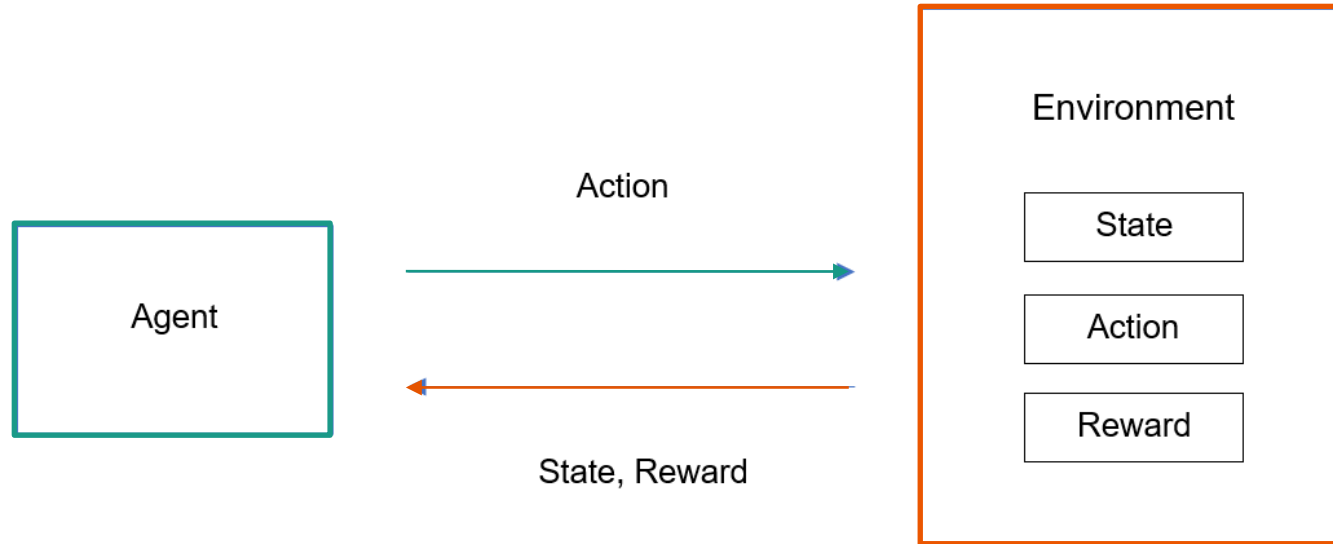 Environment
Action
State
Agent
Action
Reward
State, Reward